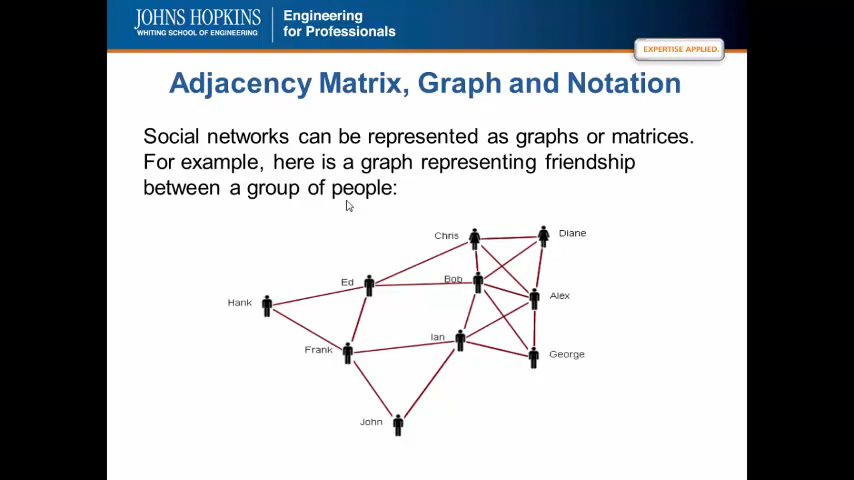 JOHNS HOPKINS
WHITING SCHOOL OF ENGINEERING
Engineering
for Professionals
EXPERTISE APPLIED.
Adjacency Matrix, Graph and Notation
Social networks can be represented as graphs or matrices.
For example, here is a graph representing friendship
between a group of people:
Chris
Diane
Ed
Bob
Hank
Alex
Ian
Frank
George
John